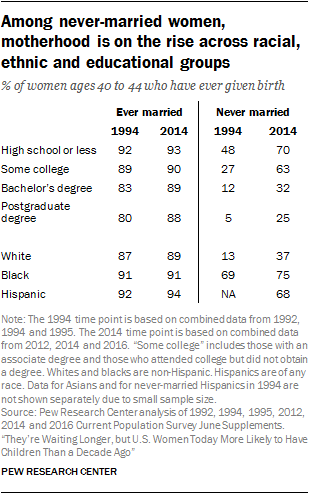 Among never-married women,
motherhood is on the rise across racial,
ethnic and educational groups
% of women ages 40 to 44 who have ever given birth
Ever married Never married
1994 2014 1994 2014
High school or less 92 93 48 70
Some college 89 90 27 63
Bachelor's degree 83 89 12 32
Postgraduate
degree 80 88 5 25
White 87 89 13 37
Black 91 91 69 75
Hispanic 92 94 NA 68
Note: The 1994 time point is based on combined data from 1992,
1994 and 1995. The 2014 time point is based on combined data
from 2012, 2014 and 2016. “Some college” includes those with an
associate degree and those who attended college but did not obtain
a degree. Whites and blacks are non-Hispanic. Hispanics are of any
race. Data for Asians and for never-married Hispanics in 1994 are
not shown separately due to small sample size.
Source: Pew Research Center analysis of 1992, 1994, 1995, 2012,
2014 and 2016 Current Population Survey June Supplements.
“They’re Waiting Longer, but U.S. Women Today More Likely to Have
Children Than a Decade Ago”
PEW RESEARCH CENTER